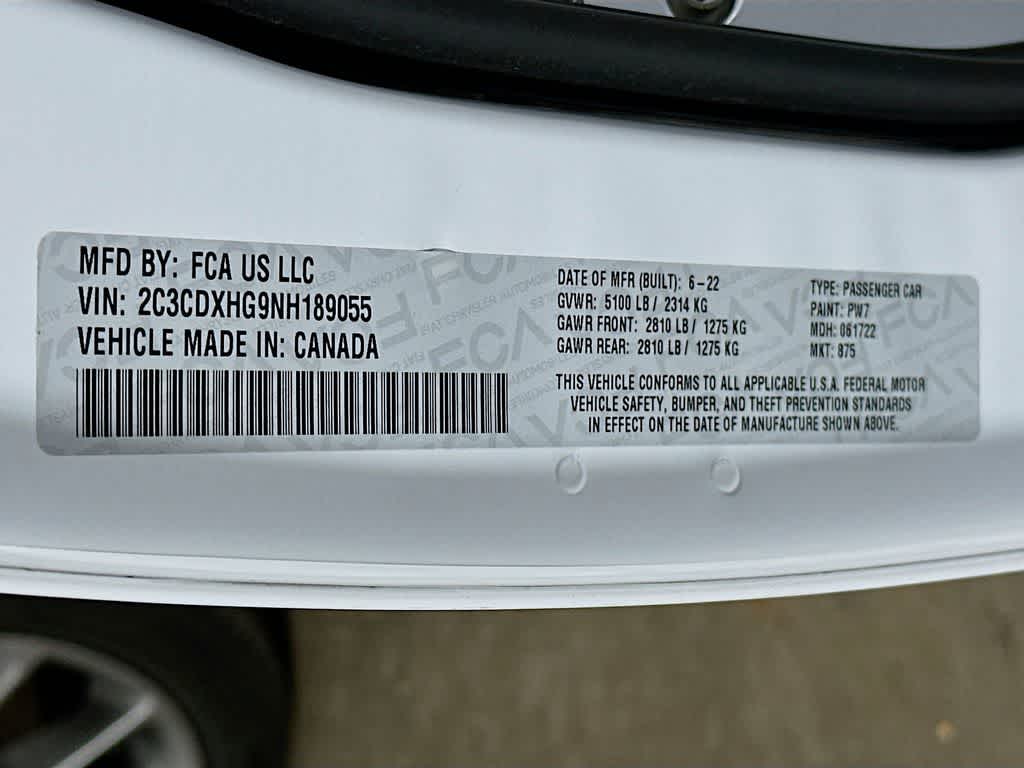 MFD BY: FCA US LLC
VIN: 2C3CDXHG9NH189055
VEHICLE MADE IN: CANADA
DATE OF MFR (BUILT): 6-22
GVWR: 5100 LB / 2314 KG
GAWR FRONT: 2810 LB / 1275 KG
GAWR REAR: 2810 LB / 1275 KG
TYPE: PASSENGER CAR
PAINT: PW7
MDH: 061722
MKT: 875
THIS VEHICLE CONFORMS TO ALL APPLICABLE U.S.A. FEDERAL MOTOR
VEHICLE SAFETY, BUMPER, AND THEFT PREVENTION STANDARDS
IN EFFECT ON THE DATE OF MANUFACTURE SHOWN ABOVE.